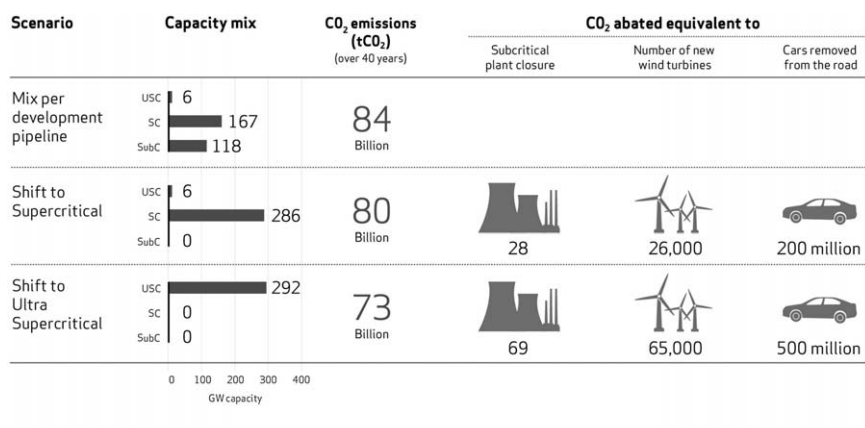 Scenario
Capacity mix
CO₂ emissions
(tCO₂)
(over 40 years)
CO₂ abated equivalent to
Subcritical
plant closure
Number of new
wind turbines
Cars removed
from the road
Mix per
development
pipeline
USC 6
SC 167
SubC 118
84
Billion
Shift to
Supercritical
USC 6
SC 286
SubC 0
80
Billion
28
26,000
200 million
Shift to
Ultra
Supercritical
USC 292
SC 0
SubC 0
73
Billion
69
65,000
500 million
0 100 200 300 400
GW capacity